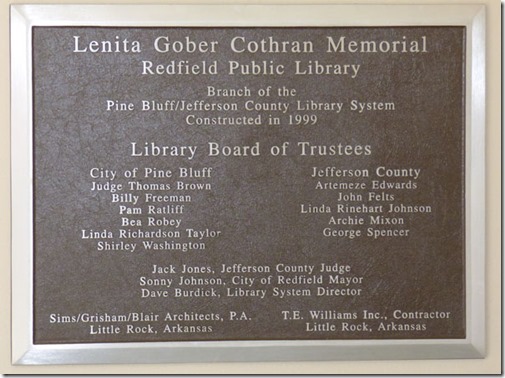 Lenita Gober Cothran Memorial
Redfield Public Library
Branch of the
Pine Bluff/Jefferson County Library System
Constructed in 1999
Library Board of Trustees
City of Pine Bluff
Judge Thomas Brown
Billy Freeman
Pam Ratliff
Bea Robey
Linda Richardson Taylor
Shirley Washington
Jefferson County
Artemeze Edwards
John Felts
Linda Rinehart Johnson
Archie Mixon
George Spencer
Jack Jones, Jefferson County Judge
Sonny Johnson, City of Redfield Mayor
Dave Burdick, Library System Director
Sims/Grisham/Blair Architects, P.A.
Little Rock, Arkansas
T.E. Williams Inc., Contractor
Little Rock, Arkansas